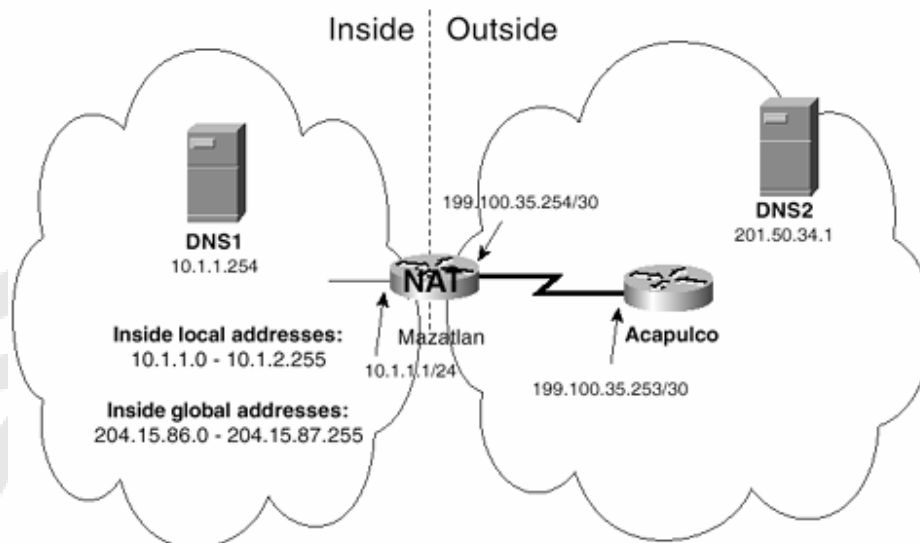 Inside
Outside
199.100.35.254/30
DNS1
10.1.1.254
DNS2
201.50.34.1
NAT
Mazatlan
Acapulco
Inside local addresses:
10.1.1.0 - 10.1.2.255
10.1.1.1/24
199.100.35.253/30
Inside global addresses:
204.15.86.0 - 204.15.87.255